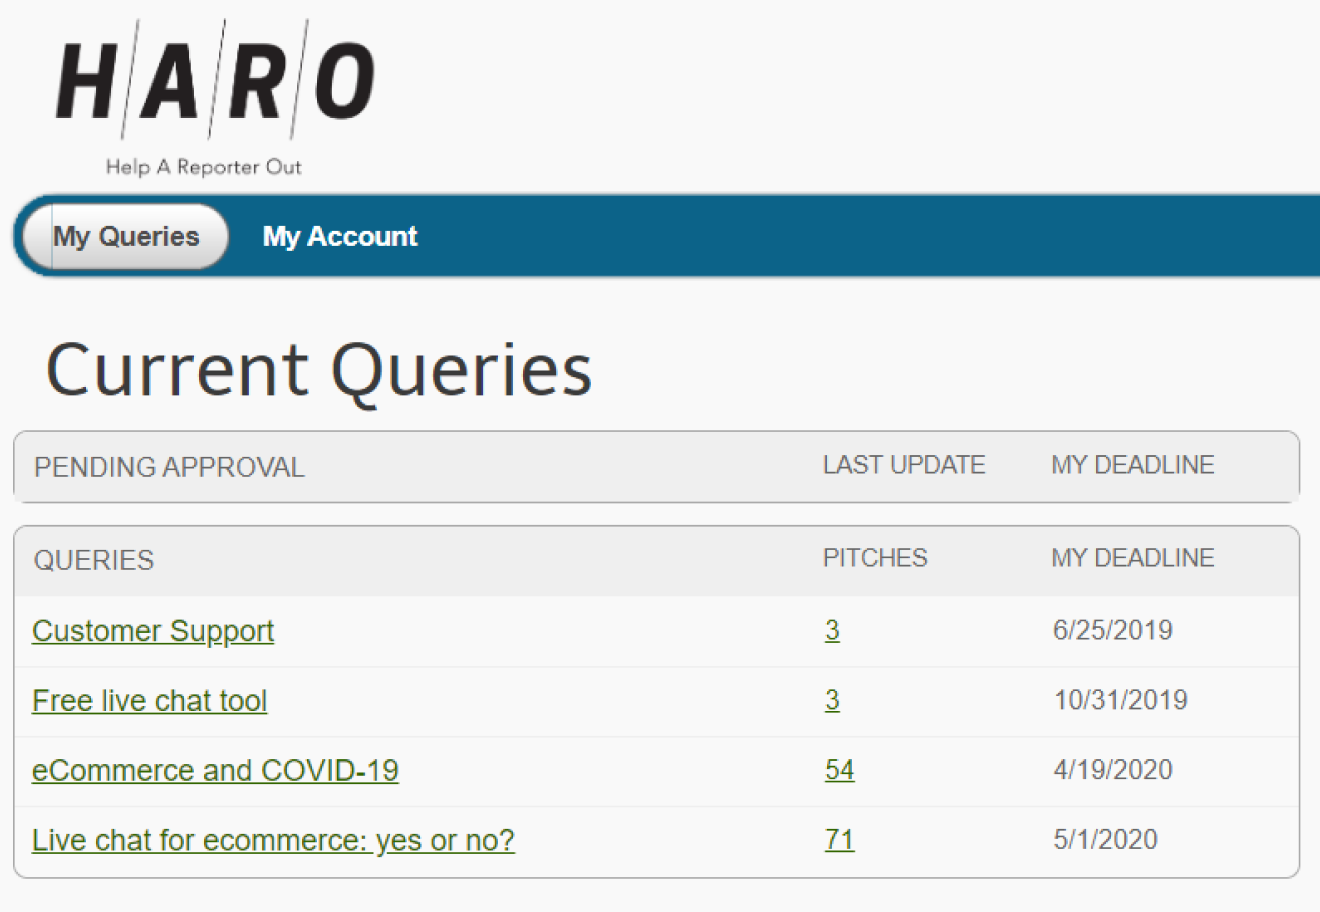 H/A/R/O
Help A Reporter Out
My Queries My Account
Current Queries
PENDING APPROVAL LAST UPDATE MY DEADLINE
QUERIES PITCHES MY DEADLINE
Customer Support 3 6/25/2019
Free live chat tool 3 10/31/2019
eCommerce and COVID-19 54 4/19/2020
Live chat for ecommerce: yes or no? 71 5/1/2020